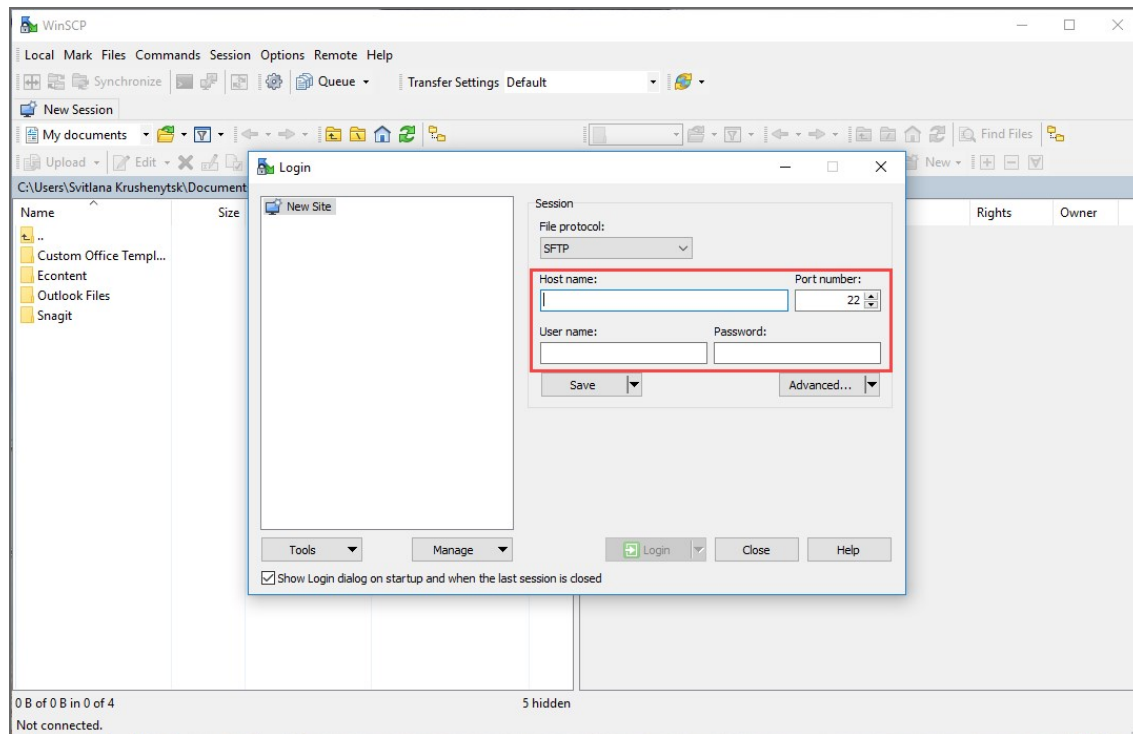 WinSCP
Local Mark Files Commands Session Options Remote Help
Synchronize Queue Transfer Settings Default
New Session
My documents Find Files
Upload Edit New
C:\Users\Svitlana Krushenytsk\Document
Name Size Rights Owner
..
Custom Office Templ...
Econtent
Outlook Files
Snagit
Login
New Site
Session
File protocol:
SFTP
Host name: Port number:
22
User name: Password:
Save Advanced...
Tools Manage Login Close Help
Show Login dialog on startup and when the last session is closed
0 B of 0 B in 0 of 4 5 hidden
Not connected.